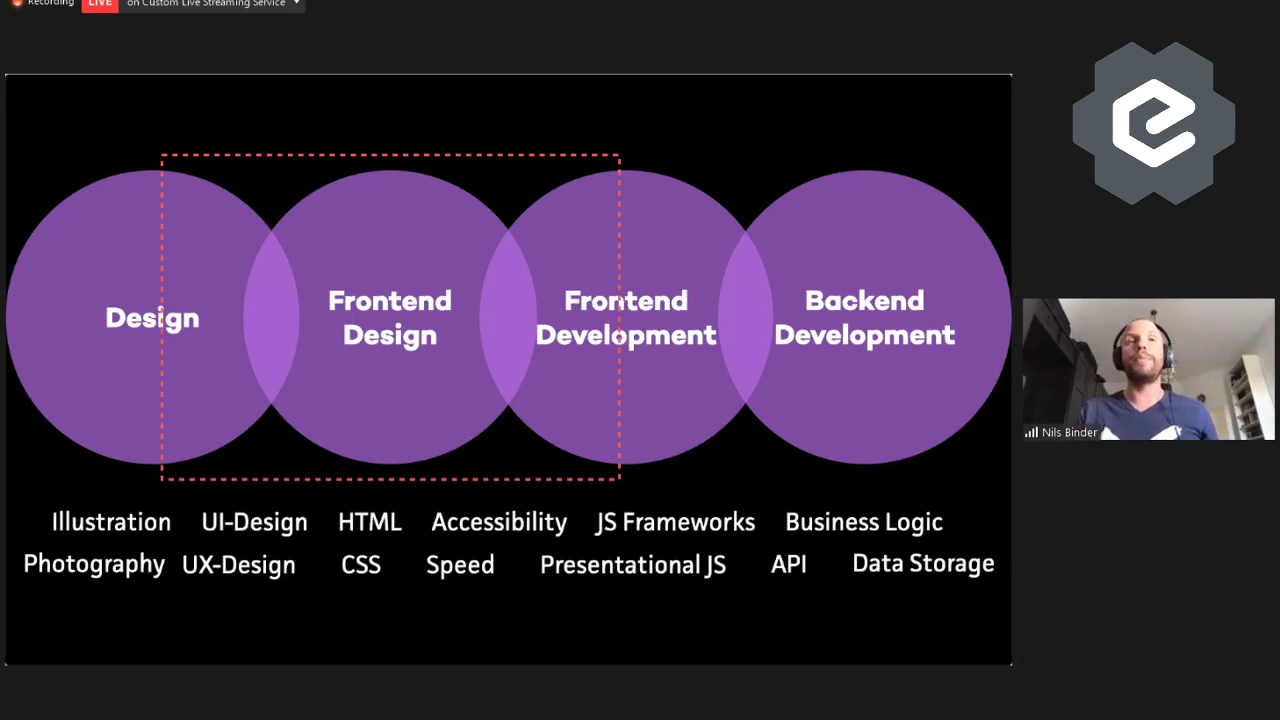 Recording
LIVE on Custom Live Streaming Service
Design
Frontend
Design
Frontend
Development
Backend
Development
Illustration UI-Design HTML Accessibility JS Frameworks Business Logic
Photography UX-Design CSS Speed Presentational JS API Data Storage
Nils Binder